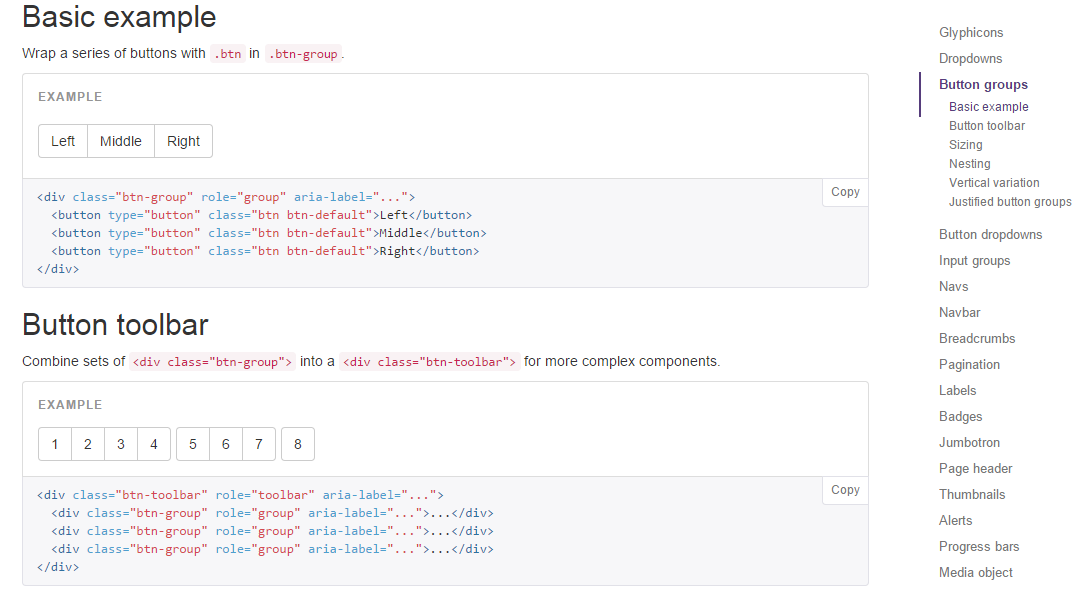 Basic example
Wrap a series of buttons with .btn in .btn-group.
EXAMPLE
Left Middle Right
Copy
<div class="btn-group" role="group" aria-label="...">
  <button type="button" class="btn btn-default">Left</button>
  <button type="button" class="btn btn-default">Middle</button>
  <button type="button" class="btn btn-default">Right</button>
</div>
Button toolbar
Combine sets of <div class="btn-group"> into a <div class="btn-toolbar"> for more complex components.
EXAMPLE
1 2 3 4 5 6 7 8
Copy
<div class="btn-toolbar" role="toolbar" aria-label="...">
  <div class="btn-group" role="group" aria-label="...">...</div>
  <div class="btn-group" role="group" aria-label="...">...</div>
  <div class="btn-group" role="group" aria-label="...">...</div>
</div>
Glyphicons
Dropdowns
Button groups
Basic example
Button toolbar
Sizing
Nesting
Vertical variation
Justified button groups
Button dropdowns
Input groups
Navs
Navbar
Breadcrumbs
Pagination
Labels
Badges
Jumbotron
Page header
Thumbnails
Alerts
Progress bars
Media object